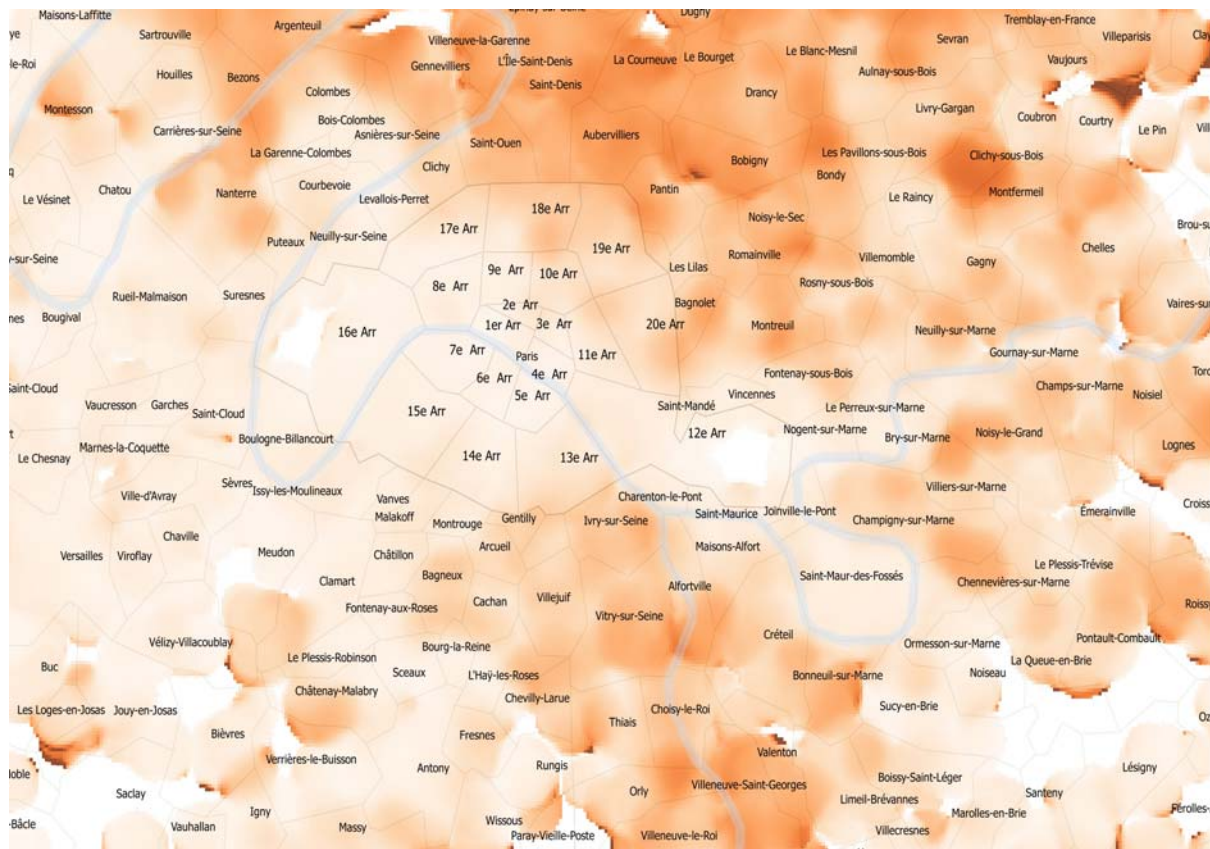 Maisons-Laffitte
Argenteuil
Dugny
Tremblay-en-France
Sartrouville
Villeneuve-la-Garenne
Sevran
Villeparisis
Le Blanc-Mesnil
L'Île-Saint-Denis
La Courneuve
Le Bourget
Vaujours
Gennevilliers
Aulnay-sous-Bois
Houilles
Bezons
Saint-Denis
Colombes
Drancy
Montesson
Livry-Gargan
Coubron
Courtry
Bois-Colombes
Le Pin
Carrières-sur-Seine
Asnières-sur-Seine
Saint-Ouen
Aubervilliers
La Garenne-Colombes
Les Pavillons-sous-Bois
Clichy-sous-Bois
Clichy
Bobigny
Bondy
Chatou
Nanterre
Courbevoie
Levallois-Perret
Pantin
Montfermeil
Le Vésinet
Le Raincy
18e Arr
Noisy-le-Sec
17e Arr
Puteaux
Neuilly-sur-Seine
19e Arr
Chelles
Romainville
Villemomble
Gagny
9e Arr
10e Arr
Les Lilas
8e Arr
Rosny-sous-Bois
Rueil-Malmaison
Suresnes
2e Arr
Bagnolet
Bougival
1er Arr
3e Arr
20e Arr
Montreuil
16e Arr
Neuilly-sur-Marne
7e Arr
Paris
11e Arr
Gournay-sur-Marne
4e Arr
Fontenay-sous-Bois
6e Arr
Champs-sur-Marne
Noisiel
5e Arr
Vincennes
Vaucresson
Garches
Saint-Cloud
15e Arr
Saint-Mandé
Le Perreux-sur-Marne
12e Arr
Nogent-sur-Marne
Noisy-le-Grand
Boulogne-Billancourt
Bry-sur-Marne
Marnes-la-Coquette
Lognes
Le Chesnay
14e Arr
13e Arr
Sèvres
Issy-les-Moulineaux
Villiers-sur-Marne
Ville-d'Avray
Vanves
Charenton-le-Pont
Malakoff
Saint-Maurice
Joinville-le-Pont
Émerainville
Montrouge
Gentilly
Ivry-sur-Seine
Champigny-sur-Marne
Chaville
Arcueil
Maisons-Alfort
Versailles
Viroflay
Meudon
Châtillon
Le Plessis-Trévise
Clamart
Bagneux
Saint-Maur-des-Fossés
Chennevières-sur-Marne
Alfortville
Cachan
Villejuif
Fontenay-aux-Roses
Vitry-sur-Seine
Créteil
Vélizy-Villacoublay
Ormesson-sur-Marne
Pontault-Combault
Bourg-la-Reine
Le Plessis-Robinson
La Queue-en-Brie
Buc
Sceaux
L'Haÿ-les-Roses
Bonneuil-sur-Marne
Noiseau
Châtenay-Malabry
Chevilly-Larue
Sucy-en-Brie
Les Loges-en-Josas
Jouy-en-Josas
Choisy-le-Roi
Thiais
Bièvres
Fresnes
Valenton
Verrières-le-Buisson
Antony
Rungis
Lésigny
Boissy-Saint-Léger
Villeneuve-Saint-Georges
Saclay
Orly
Santeny
Limeil-Brévannes
Igny
Marolles-en-Brie
Vauhallan
Massy
Wissous
Villecresnes
Paray-Vieille-Poste
Villeneuve-le-Roi